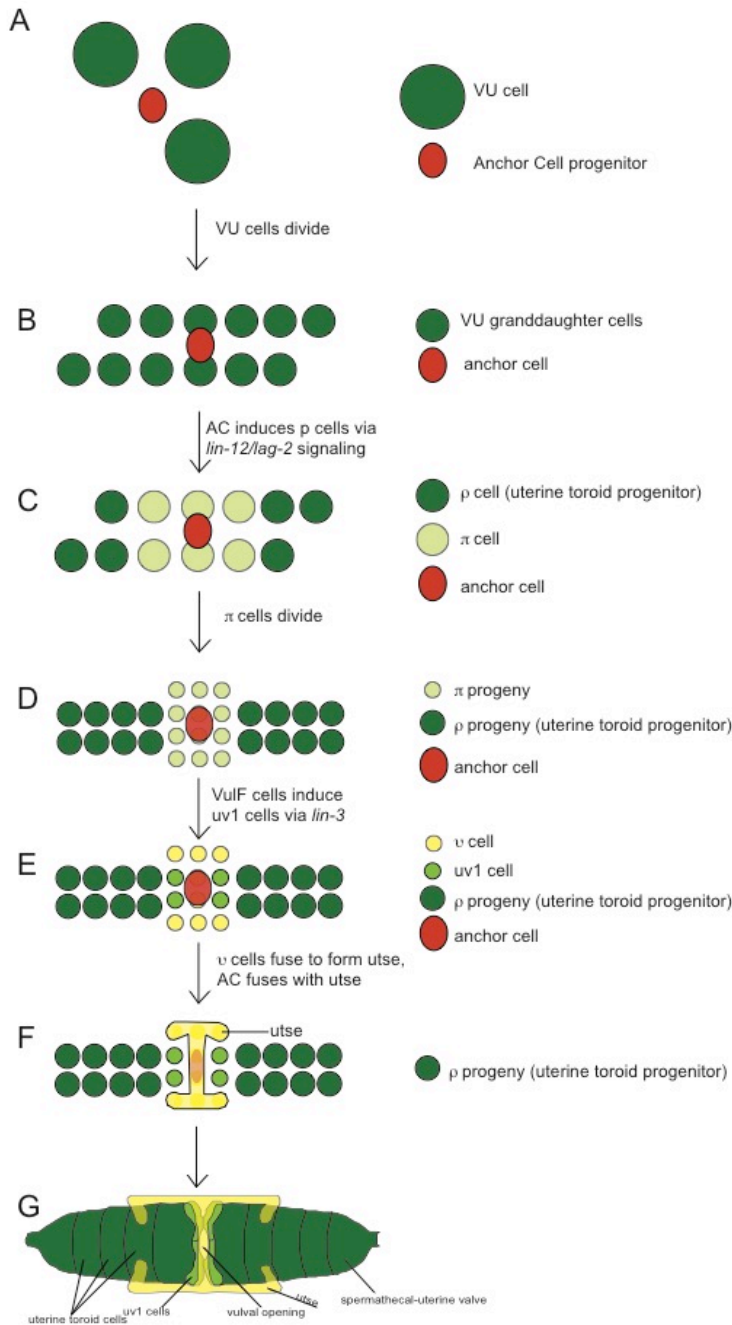 A
VU cell
Anchor Cell progenitor
VU cells divide
B
VU granddaughter cells
anchor cell
AC induces p cells via
lin-12/lag-2 signaling
C
ρ cell (uterine toroid progenitor)
π cell
anchor cell
π cells divide
D
π progeny
ρ progeny (uterine toroid progenitor)
anchor cell
VulF cells induce
uv1 cells via lin-3
E
υ cell
uv1 cell
ρ progeny (uterine toroid progenitor)
anchor cell
υ cells fuse to form utse,
AC fuses with utse
F
utse
ρ progeny (uterine toroid progenitor)
G
uterine toroid cells
uv1 cells
vulval opening
utse
spermathecal-uterine valve